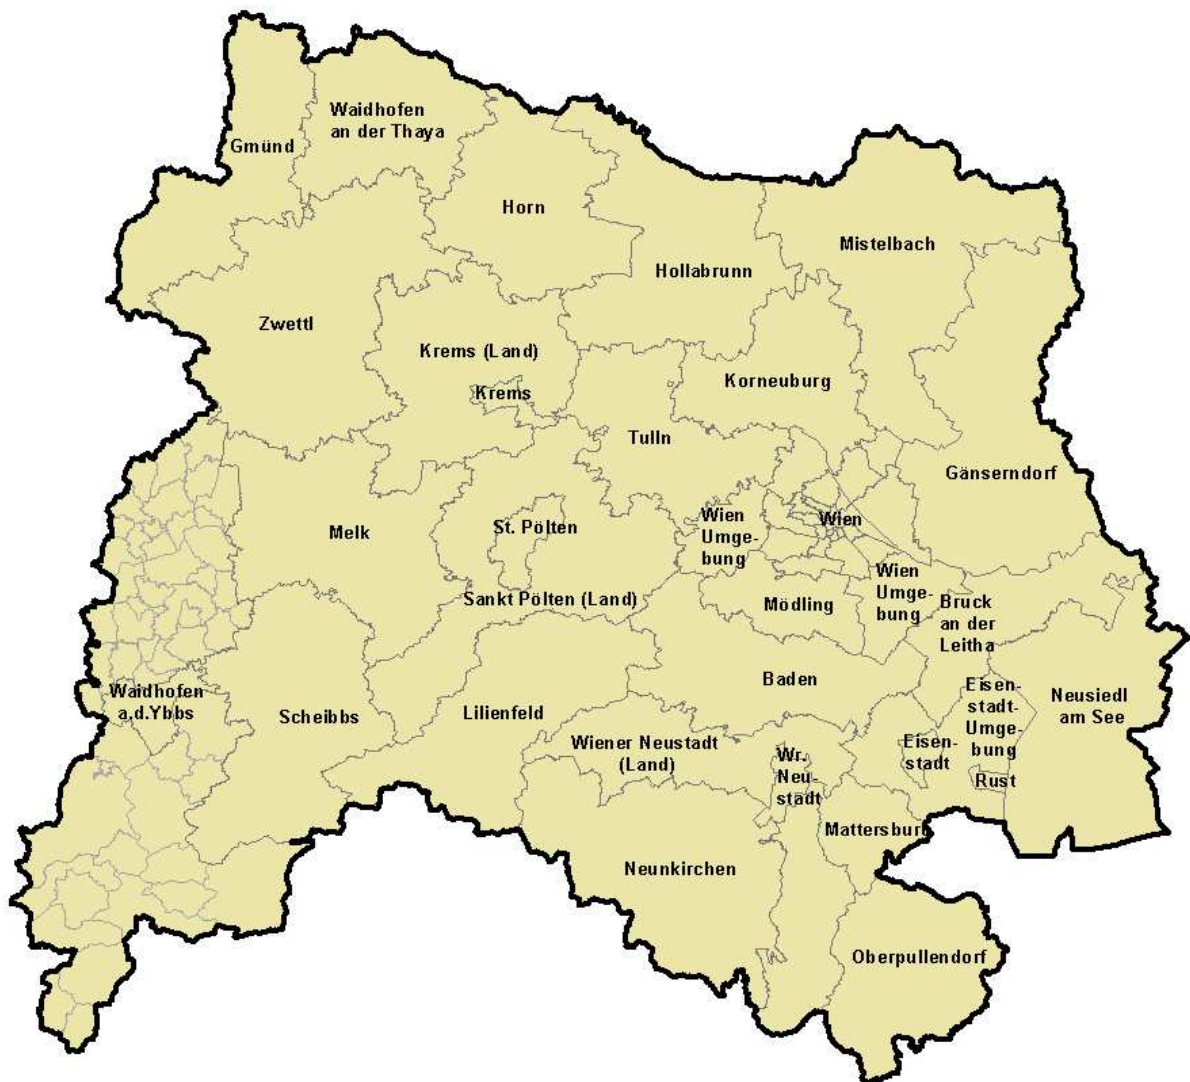 Waidhofen
an der Thaya
Gmünd
Horn
Mistelbach
Hollabrunn
Zwettl
Krems (Land)
Korneuburg
Krems
Tulln
Gänserndorf
Melk
St. Pölten
Wien
Umge-
bung
Wien
Wien
Umge-
bung
Sankt Pölten (Land)
Mödling
Bruck
an der
Leitha
Waidhofen
a.d.Ybbs
Scheibbs
Lilienfeld
Baden
Eisen-
stadt-
Umge-
bung
Neusiedl
am See
Wiener Neustadt
(Land)
Wr.
Neu-
stadt
Eisen-
stadt
Rust
Mattersburg
Neunkirchen
Oberpullendorf